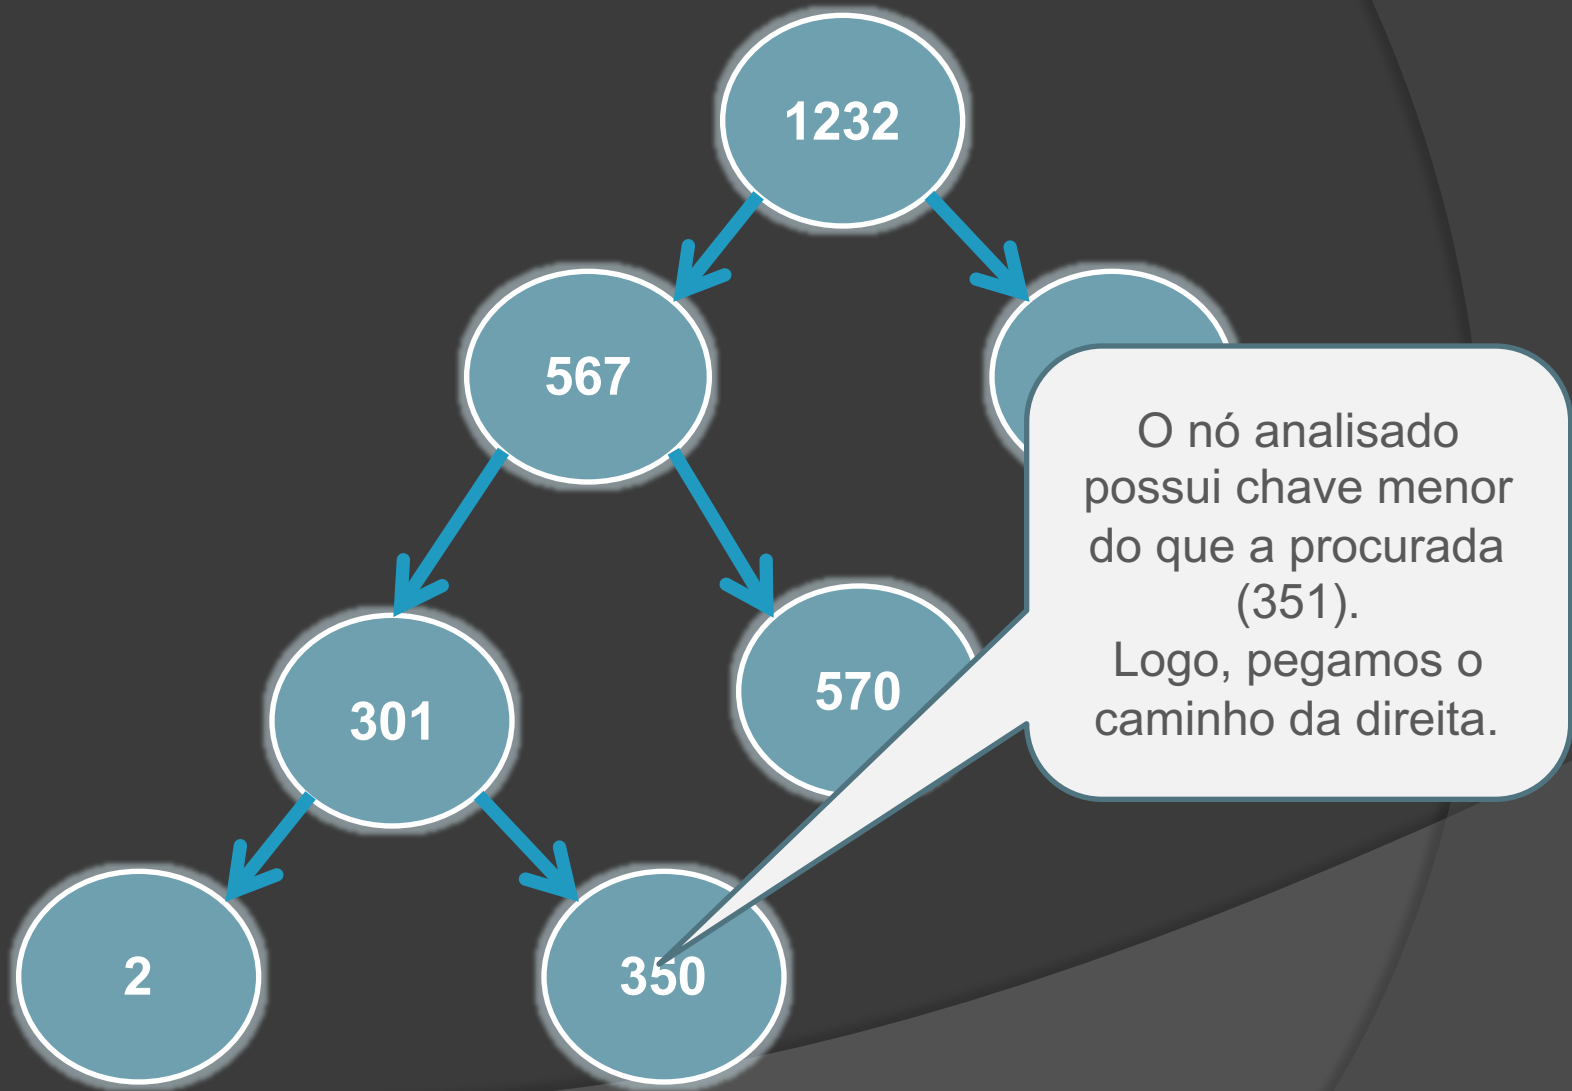 1232
567
O nó analisado
possui chave menor
do que a procurada
(351).
Logo, pegamos o
caminho da direita.
301
570
2
350